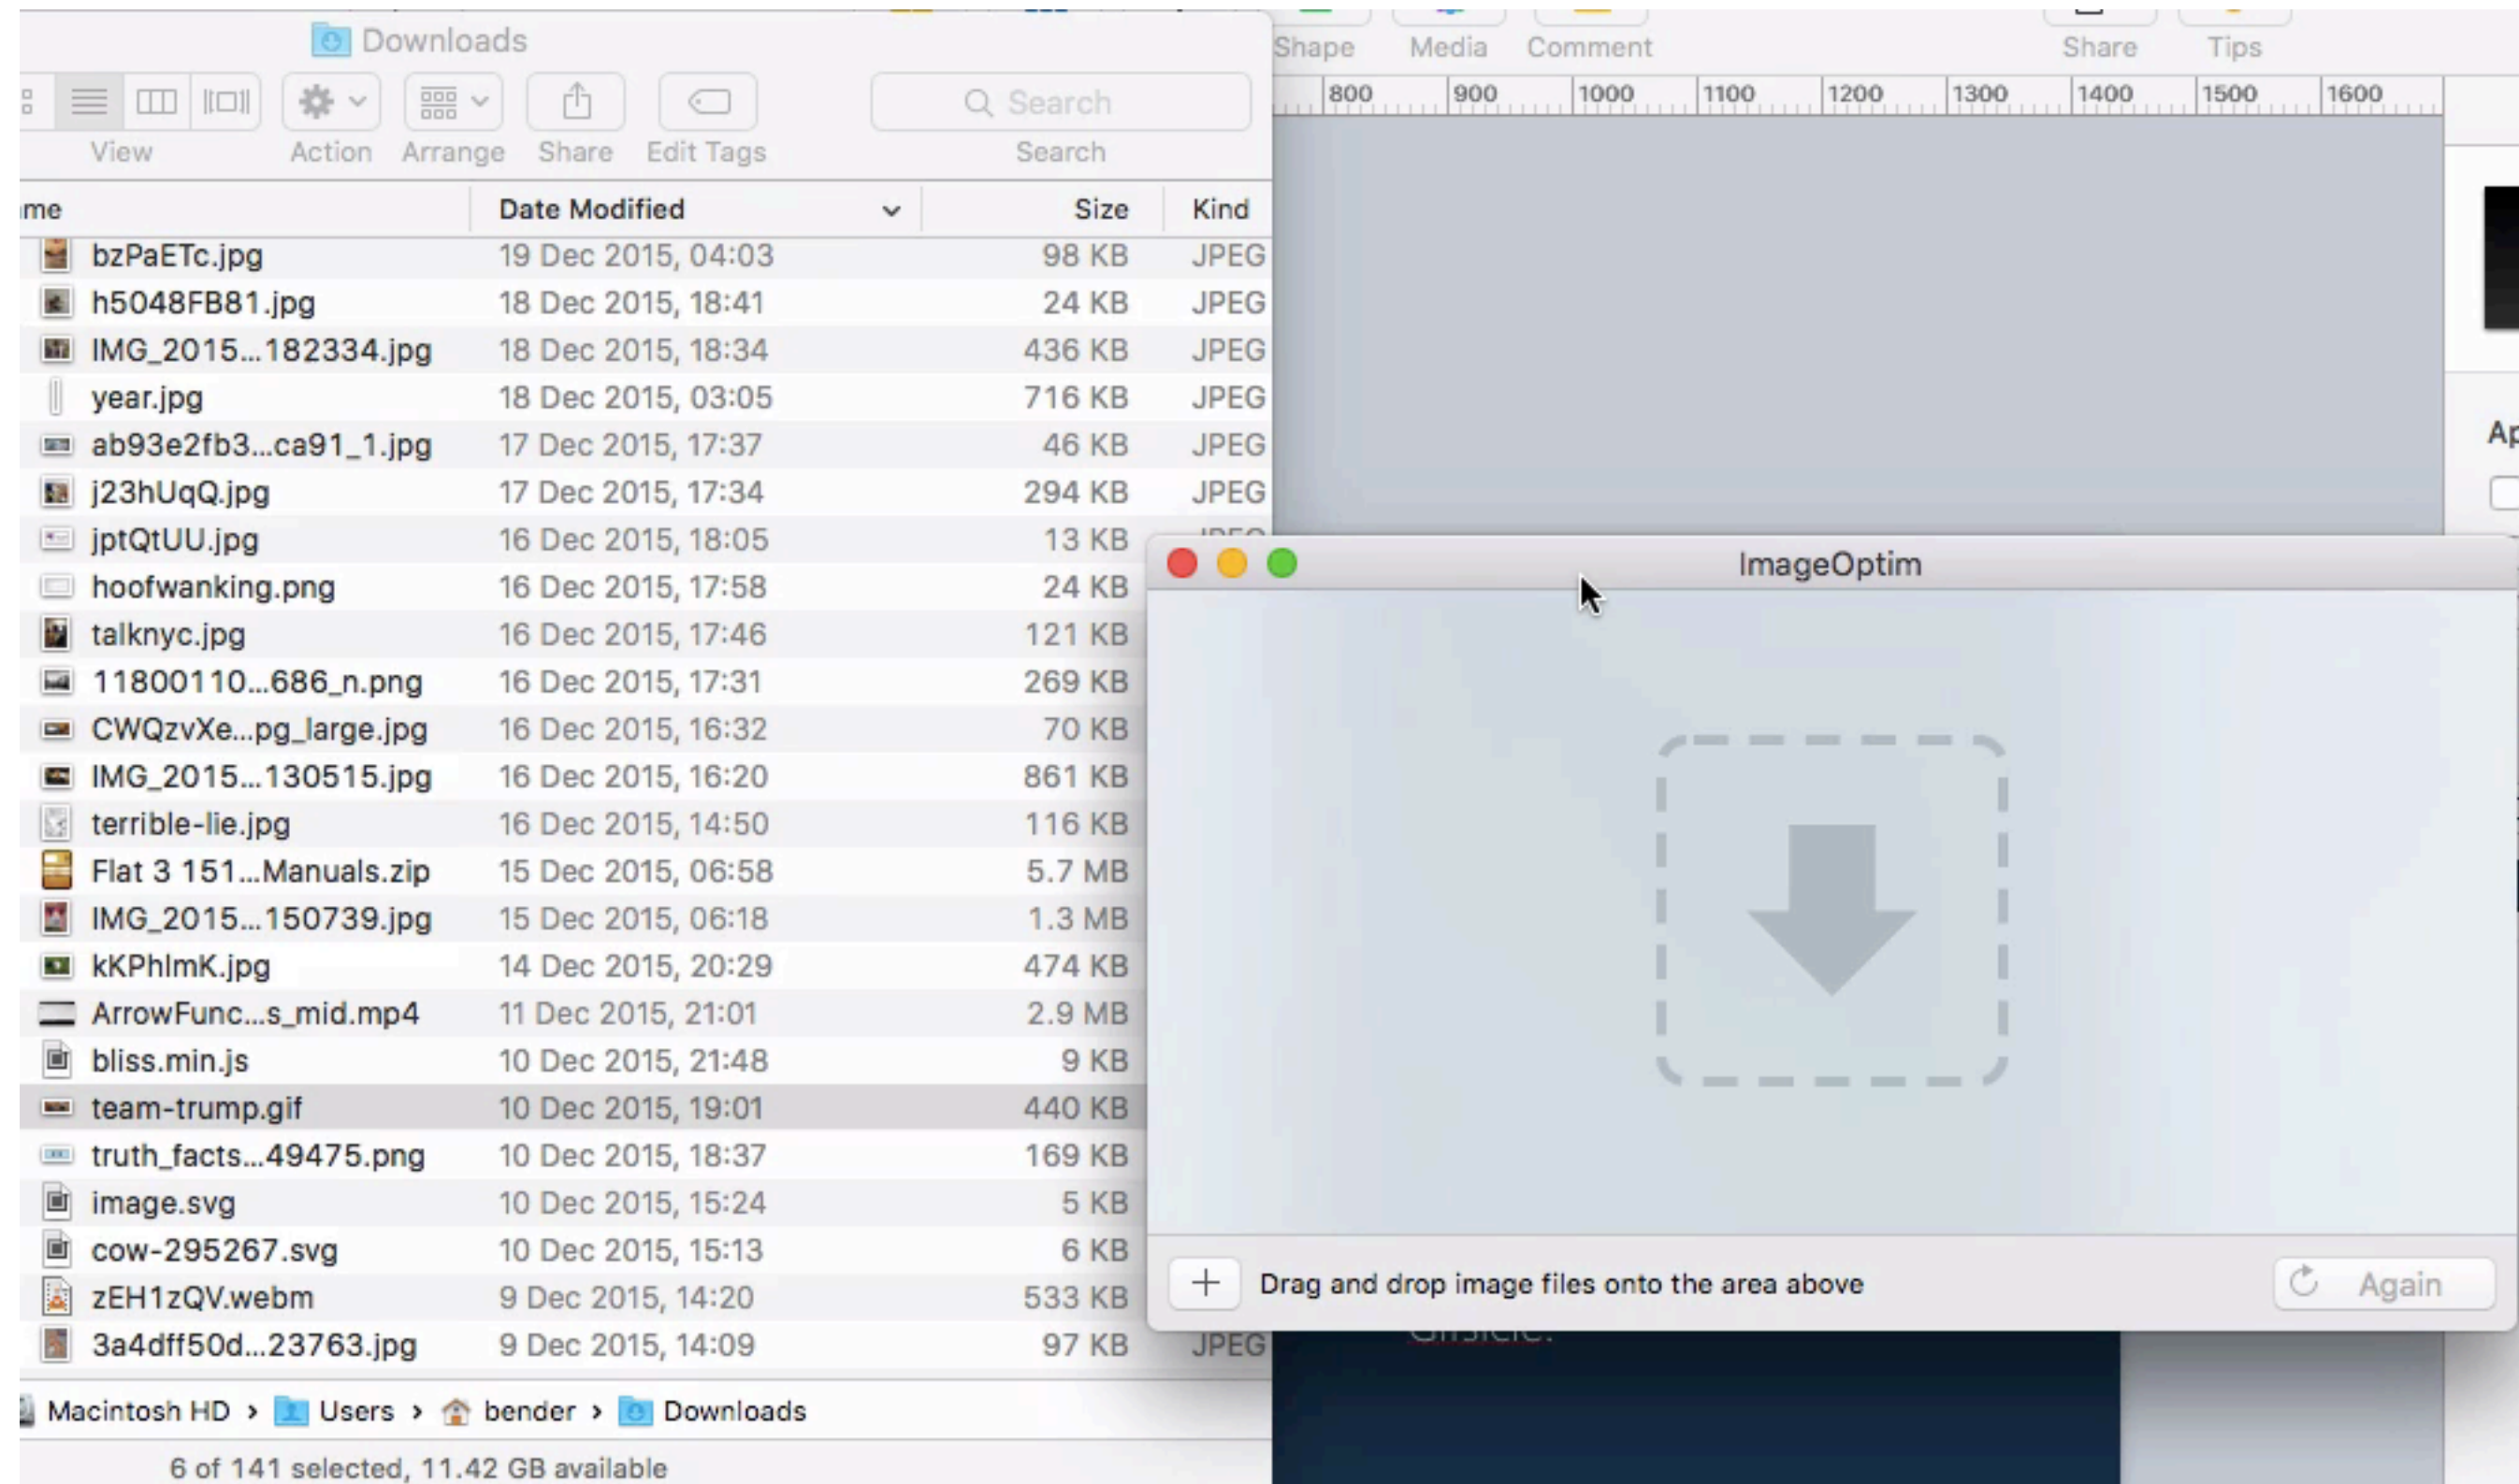 Downloads
View Action Arrange Share Edit Tags Search
Search
Shape Media Comment Share Tips
800 900 1000 1100 1200 1300 1400 1500 1600
me Date Modified Size Kind
bzPaETc.jpg 19 Dec 2015, 04:03 98 KB JPEG
h5048FB81.jpg 18 Dec 2015, 18:41 24 KB JPEG
IMG_2015...182334.jpg 18 Dec 2015, 18:34 436 KB JPEG
year.jpg 18 Dec 2015, 03:05 716 KB JPEG
ab93e2fb3...ca91_1.jpg 17 Dec 2015, 17:37 46 KB JPEG
j23hUqQ.jpg 17 Dec 2015, 17:34 294 KB JPEG
jptQtUU.jpg 16 Dec 2015, 18:05 13 KB JPEG
hoofwanking.png 16 Dec 2015, 17:58 24 KB
talknyc.jpg 16 Dec 2015, 17:46 121 KB
11800110...686_n.png 16 Dec 2015, 17:31 269 KB
CWQzvXe...pg_large.jpg 16 Dec 2015, 16:32 70 KB
IMG_2015...130515.jpg 16 Dec 2015, 16:20 861 KB
terrible-lie.jpg 16 Dec 2015, 14:50 116 KB
Flat 3 151...Manuals.zip 15 Dec 2015, 06:58 5.7 MB
IMG_2015...150739.jpg 15 Dec 2015, 06:18 1.3 MB
kKPhImK.jpg 14 Dec 2015, 20:29 474 KB
ArrowFunc...s_mid.mp4 11 Dec 2015, 21:01 2.9 MB
bliss.min.js 10 Dec 2015, 21:48 9 KB
team-trump.gif 10 Dec 2015, 19:01 440 KB
truth_facts...49475.png 10 Dec 2015, 18:37 169 KB
image.svg 10 Dec 2015, 15:24 5 KB
cow-295267.svg 10 Dec 2015, 15:13 6 KB
zEH1zQV.webm 9 Dec 2015, 14:20 533 KB
3a4dff50d...23763.jpg 9 Dec 2015, 14:09 97 KB JPEG
Macintosh HD › Users › bender › Downloads
6 of 141 selected, 11.42 GB available
Ap
ImageOptim
Drag and drop image files onto the area above
Again